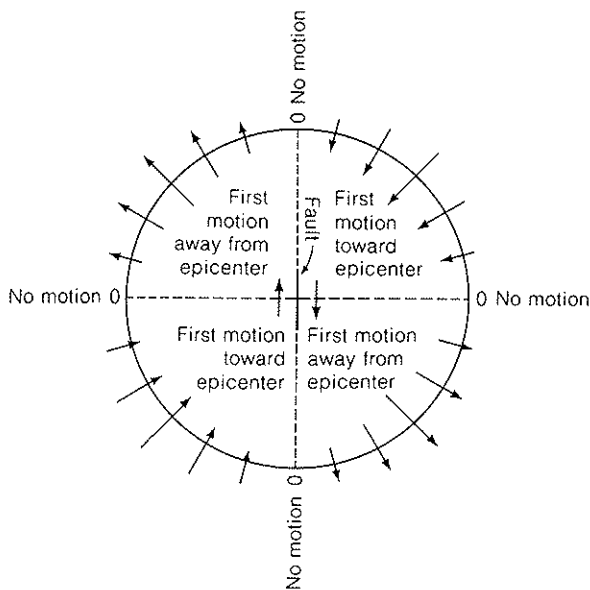 0 No motion
First
motion
away from
epicenter
Fault
First
motion
toward
epicenter
No motion 0
0 No motion
First motion
toward
epicenter
First motion
away from
epicenter
No motion 0